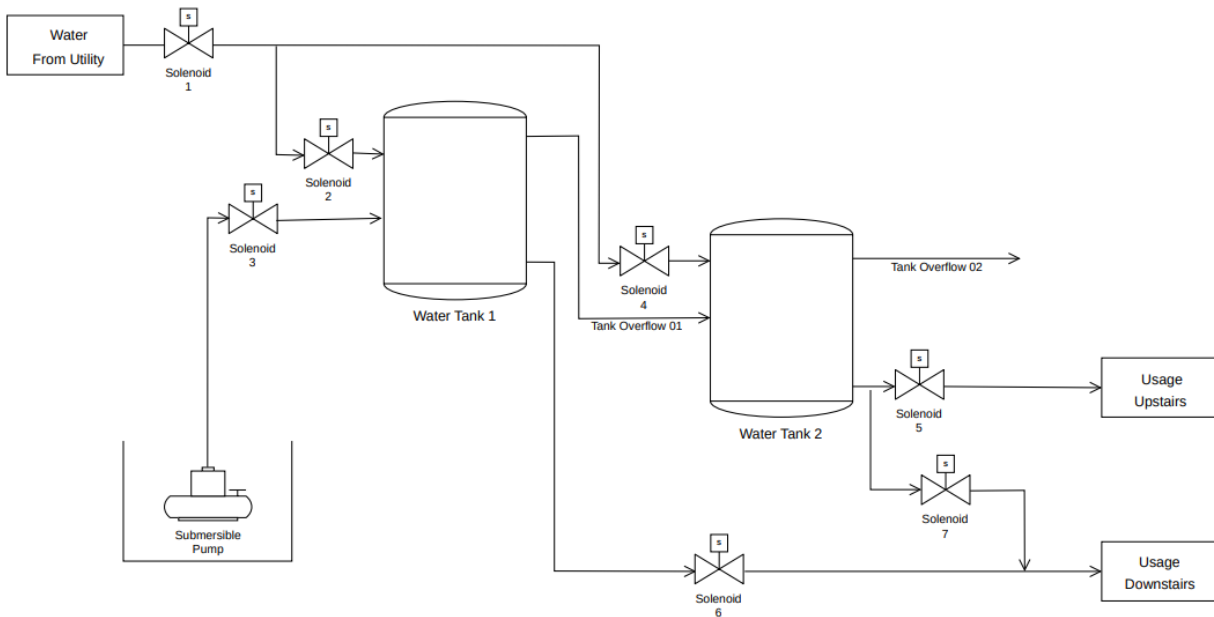 S
Water
From Utility
Solenoid
1
S
Solenoid
2
S
Solenoid
3
Water Tank 1
S
Solenoid
4
Tank Overflow 01
Tank Overflow 02
Water Tank 2
S
Solenoid
5
Usage
Upstairs
S
Solenoid
7
Submersible
Pump
S
Solenoid
6
Usage
Downstairs